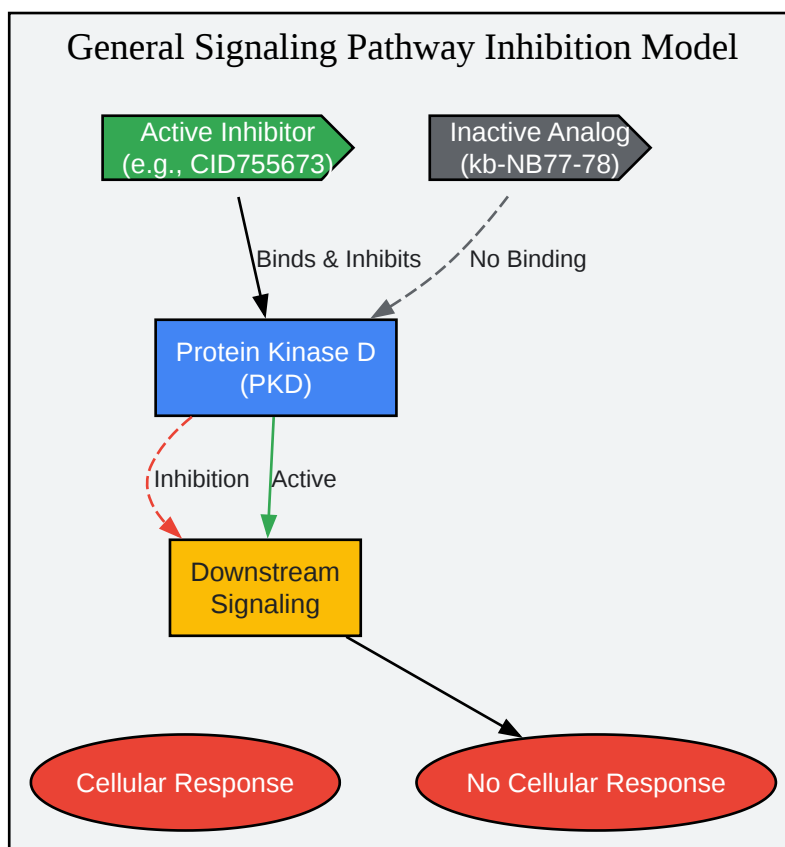 General Signaling Pathway Inhibition Model
Active Inhibitor
(e.g., CID755673)
Inactive Analog
(kb-NB77-78)
Binds & Inhibits
No Binding
Protein Kinase D
(PKD)
Inhibition
Active
Downstream
Signaling
Cellular Response
No Cellular Response